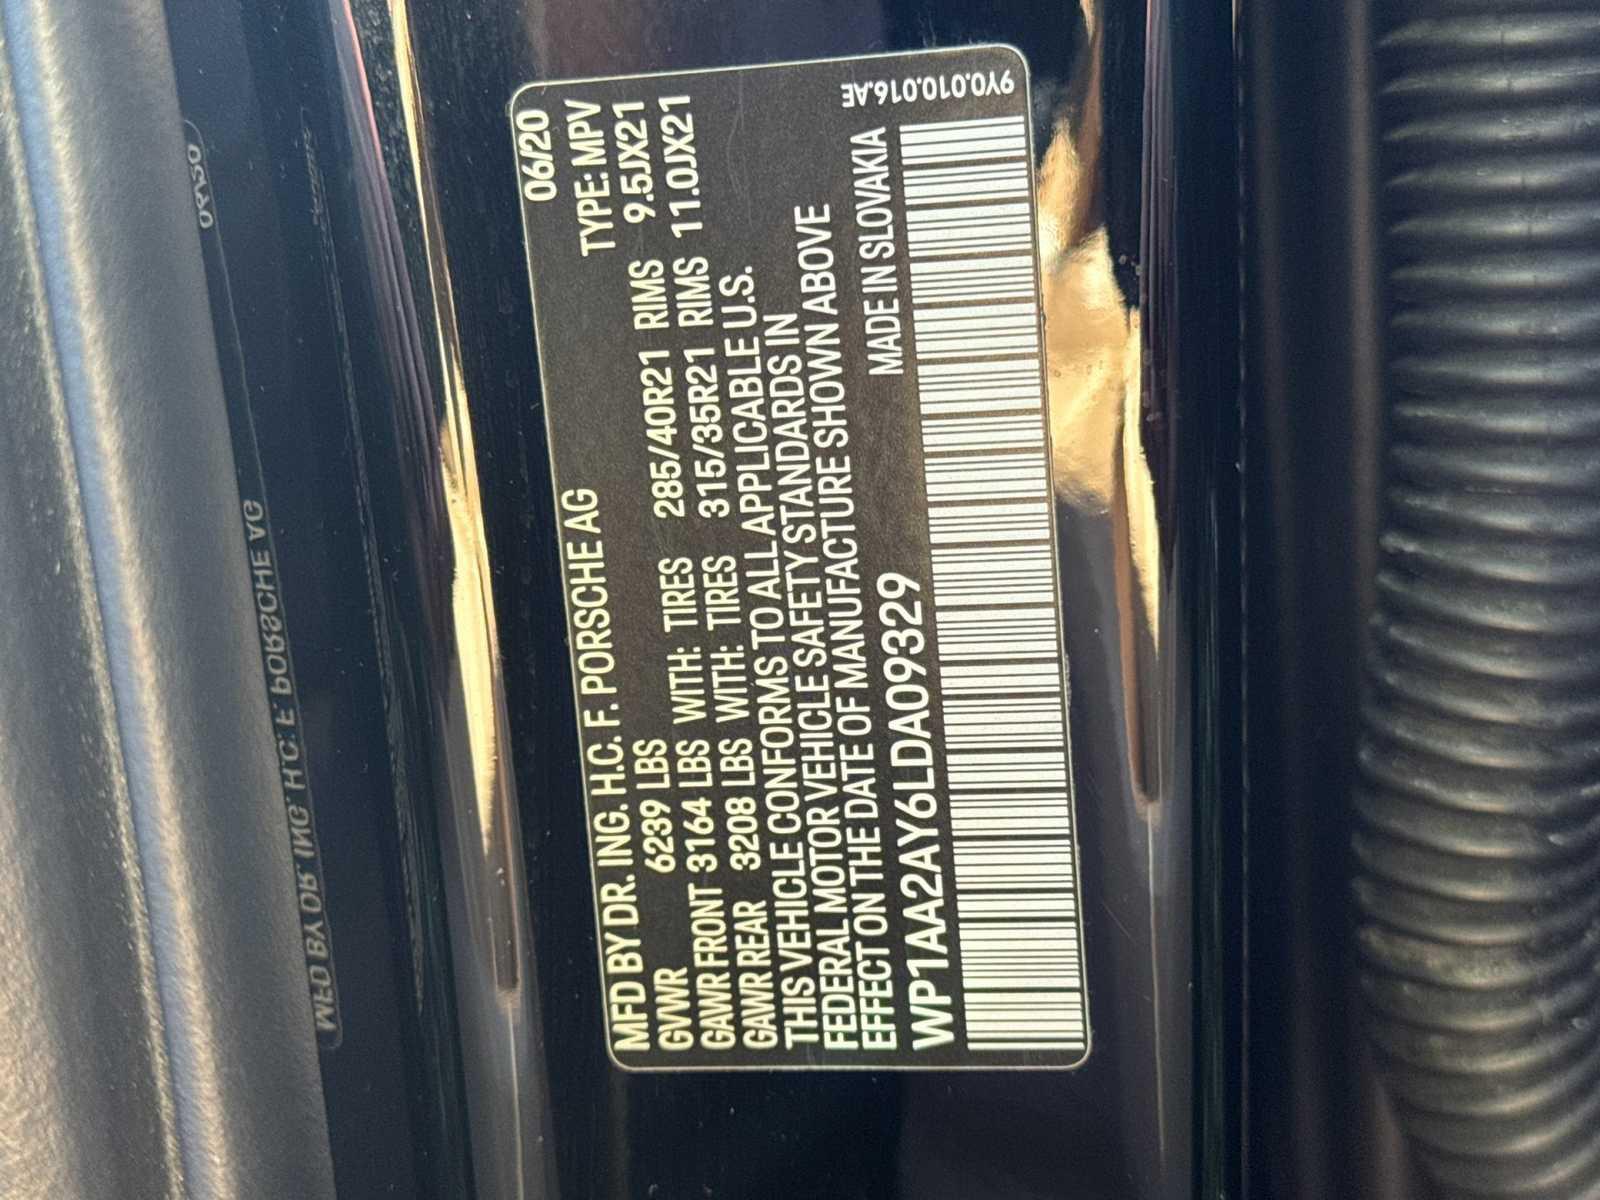 MFD BY DR. ING. H.C. F. PORSCHE AG 06/20
GVWR 6239 LBS TYPE: MPV
GAWR FRONT 3164 LBS WITH: TIRES 285/40R21 RIMS 9.5JX21
GAWR REAR 3208 LBS WITH: TIRES 315/35R21 RIMS 11.0JX21
THIS VEHICLE CONFORMS TO ALL APPLICABLE U.S.
FEDERAL MOTOR VEHICLE SAFETY STANDARDS IN
EFFECT ON THE DATE OF MANUFACTURE SHOWN ABOVE
WP1AA2AY6LDA09329 MADE IN SLOVAKIA
9Y0.010.016.AE
MFD BY DR. ING. H.C. F. PORSCHE AG 06/20